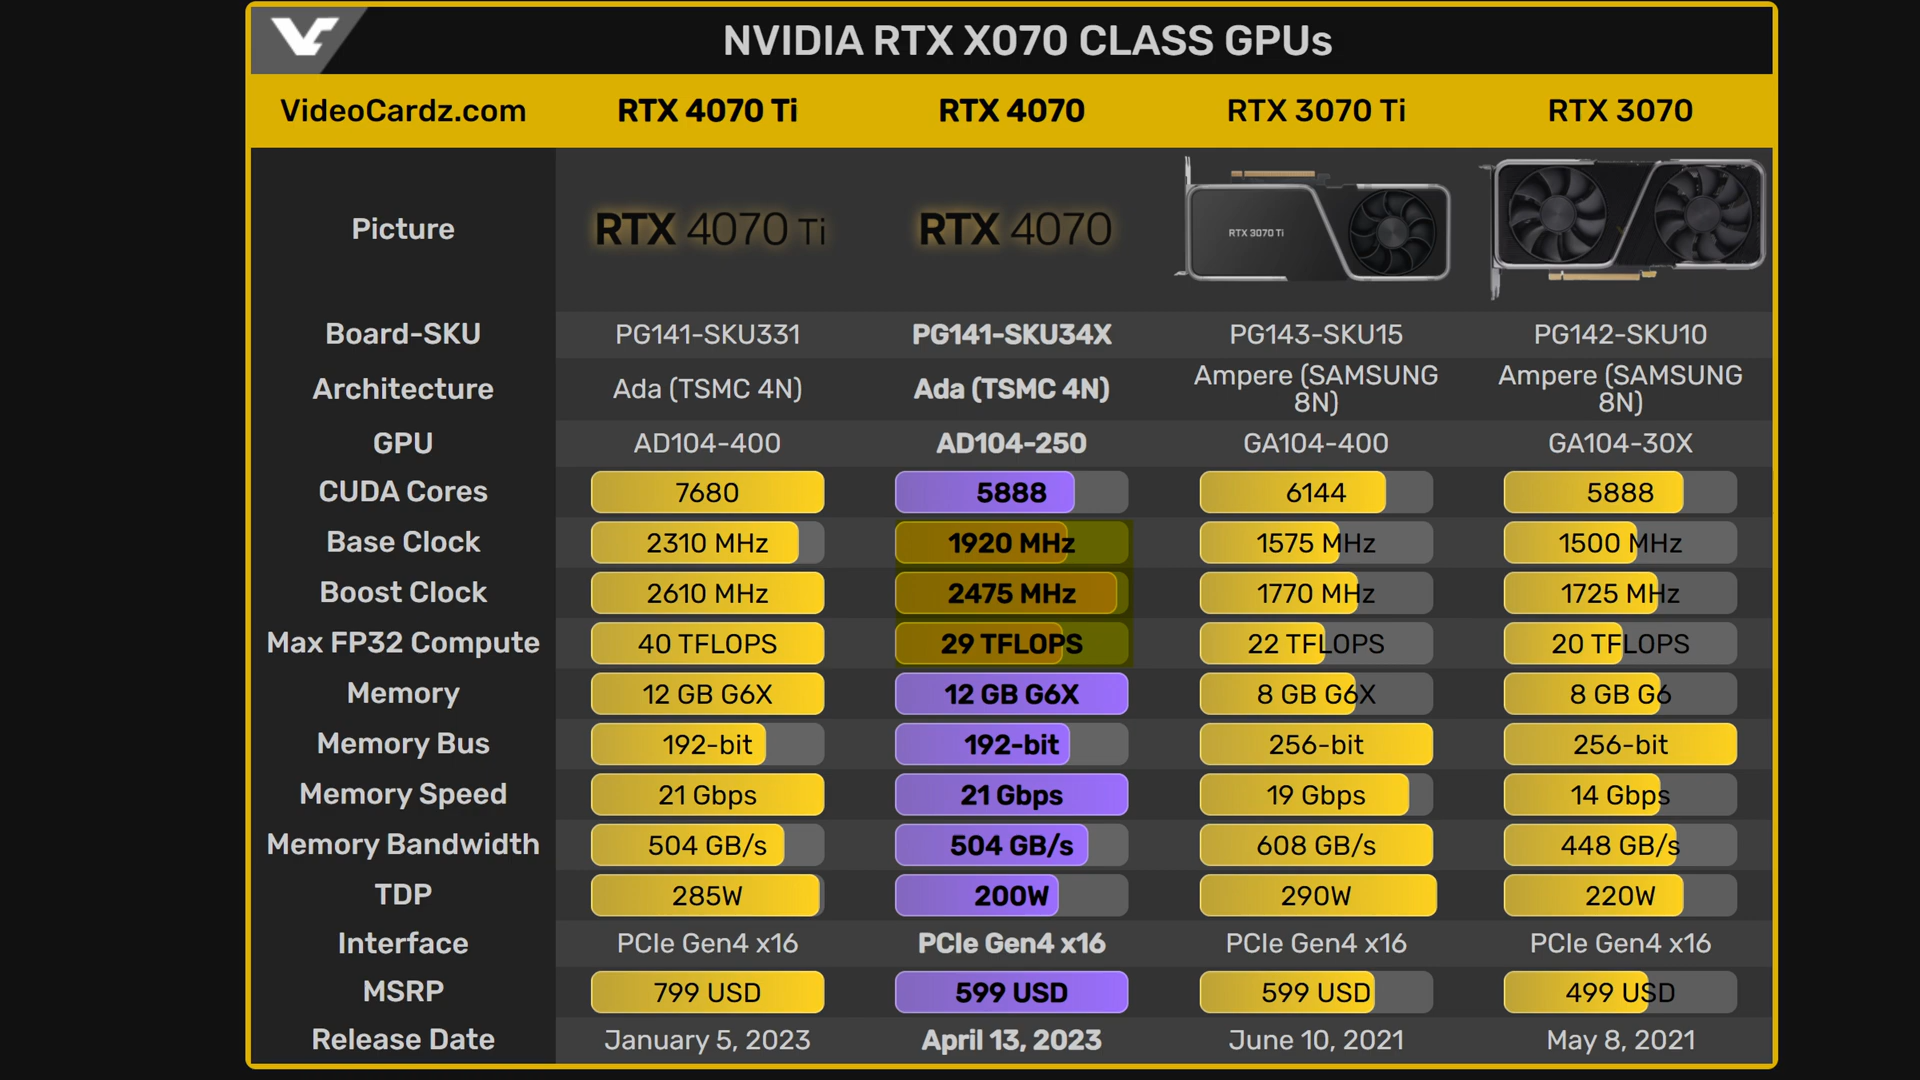 NVIDIA RTX X070 CLASS GPUs
VideoCardz.com RTX 4070 Ti RTX 4070 RTX 3070 Ti RTX 3070
Picture RTX 4070 Ti RTX 4070 RTX 3070 Ti
Board-SKU PG141-SKU331 PG141-SKU34X PG143-SKU15 PG142-SKU10
Architecture Ada (TSMC 4N) Ada (TSMC 4N) Ampere (SAMSUNG 8N) Ampere (SAMSUNG 8N)
GPU AD104-400 AD104-250 GA104-400 GA104-30X
CUDA Cores 7680 5888 6144 5888
Base Clock 2310 MHz 1920 MHz 1575 MHz 1500 MHz
Boost Clock 2610 MHz 2475 MHz 1770 MHz 1725 MHz
Max FP32 Compute 40 TFLOPS 29 TFLOPS 22 TFLOPS 20 TFLOPS
Memory 12 GB G6X 12 GB G6X 8 GB G6X 8 GB G6
Memory Bus 192-bit 192-bit 256-bit 256-bit
Memory Speed 21 Gbps 21 Gbps 19 Gbps 14 Gbps
Memory Bandwidth 504 GB/s 504 GB/s 608 GB/s 448 GB/s
TDP 285W 200W 290W 220W
Interface PCIe Gen4 x16 PCIe Gen4 x16 PCIe Gen4 x16 PCIe Gen4 x16
MSRP 799 USD 599 USD 599 USD 499 USD
Release Date January 5, 2023 April 13, 2023 June 10, 2021 May 8, 2021